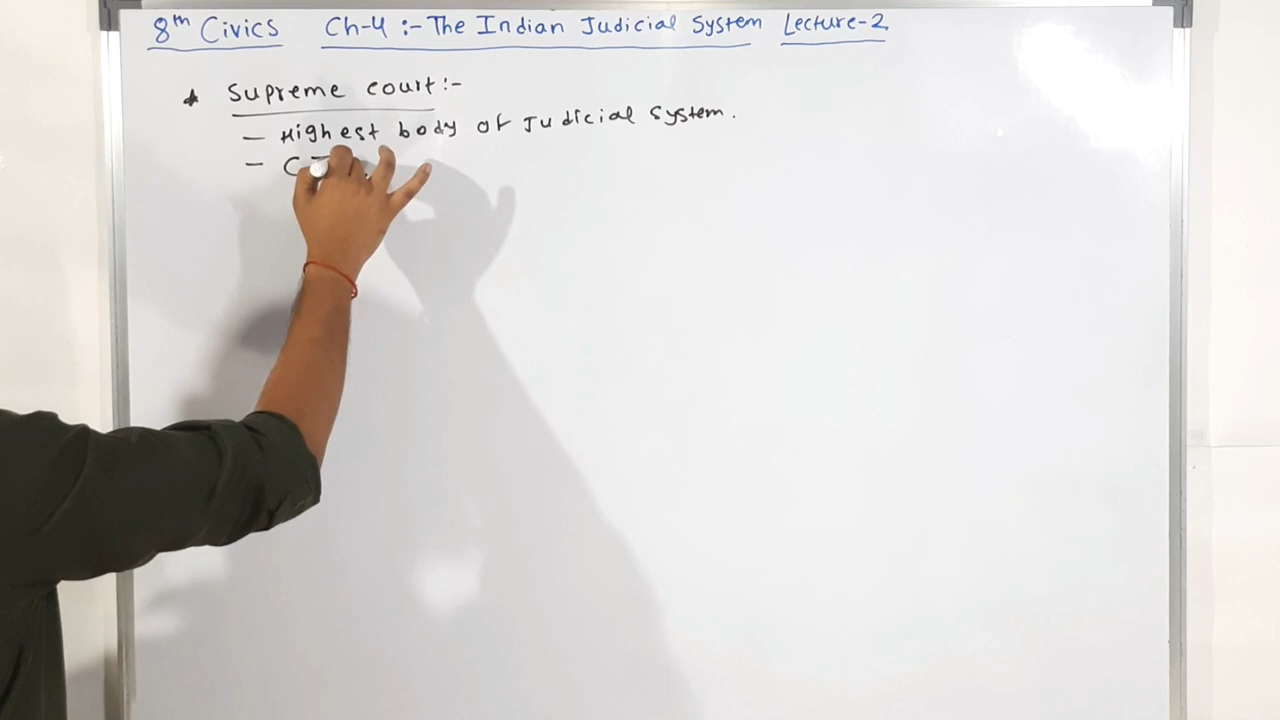 8th Civics Ch-4 :- The Indian Judicial System Lecture-2
* Supreme court :-
- Highest body of Judicial System.
-